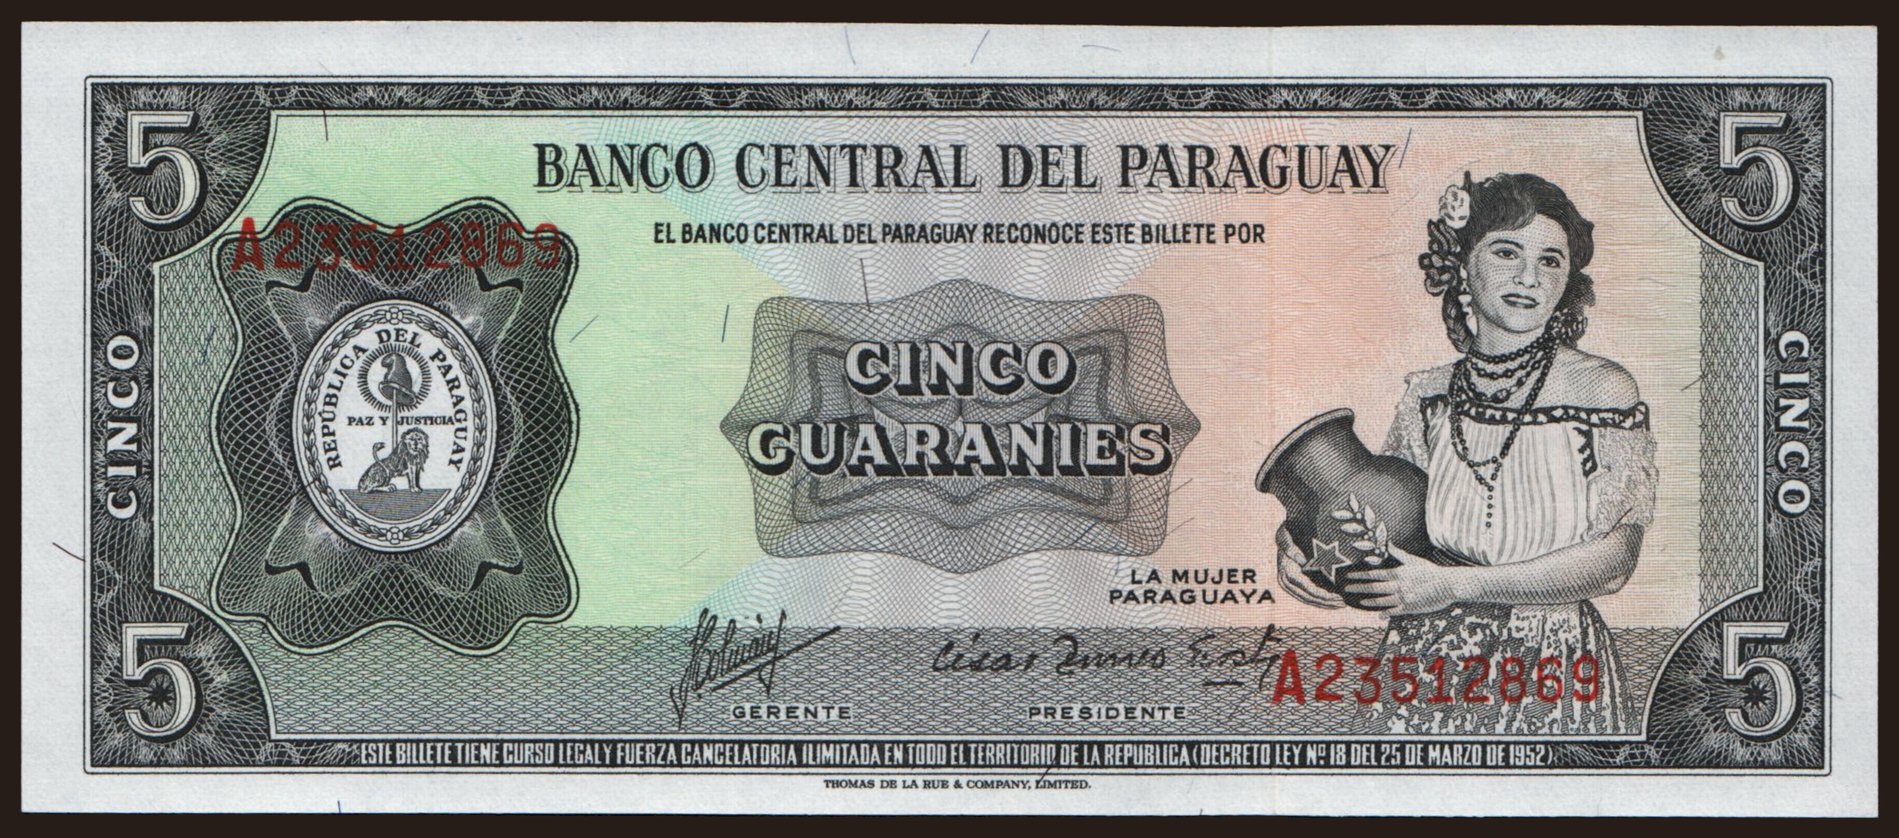 5
5
BANCO CENTRAL DEL PARAGUAY
A23512869
EL BANCO CENTRAL DEL PARAGUAY RECONOCE ESTE BILLETE POR
REPÚBLICA DEL PARAGUAY
PAZ Y JUSTICIA
CINCO
CINCO
CINCO
GUARANIES
LA MUJER
PARAGUAYA
A23512869
5
GERENTE
PRESIDENTE
5
ESTE BILLETE TIENE CURSO LEGAL Y FUERZA CANCELATORIA ILIMITADA EN TODO EL TERRITORIO DE LA REPUBLICA (DECRETO LEY Nº 18 DEL 25 DE MARZO DE 1952)
THOMAS DE LA RUE & COMPANY, LIMITED.